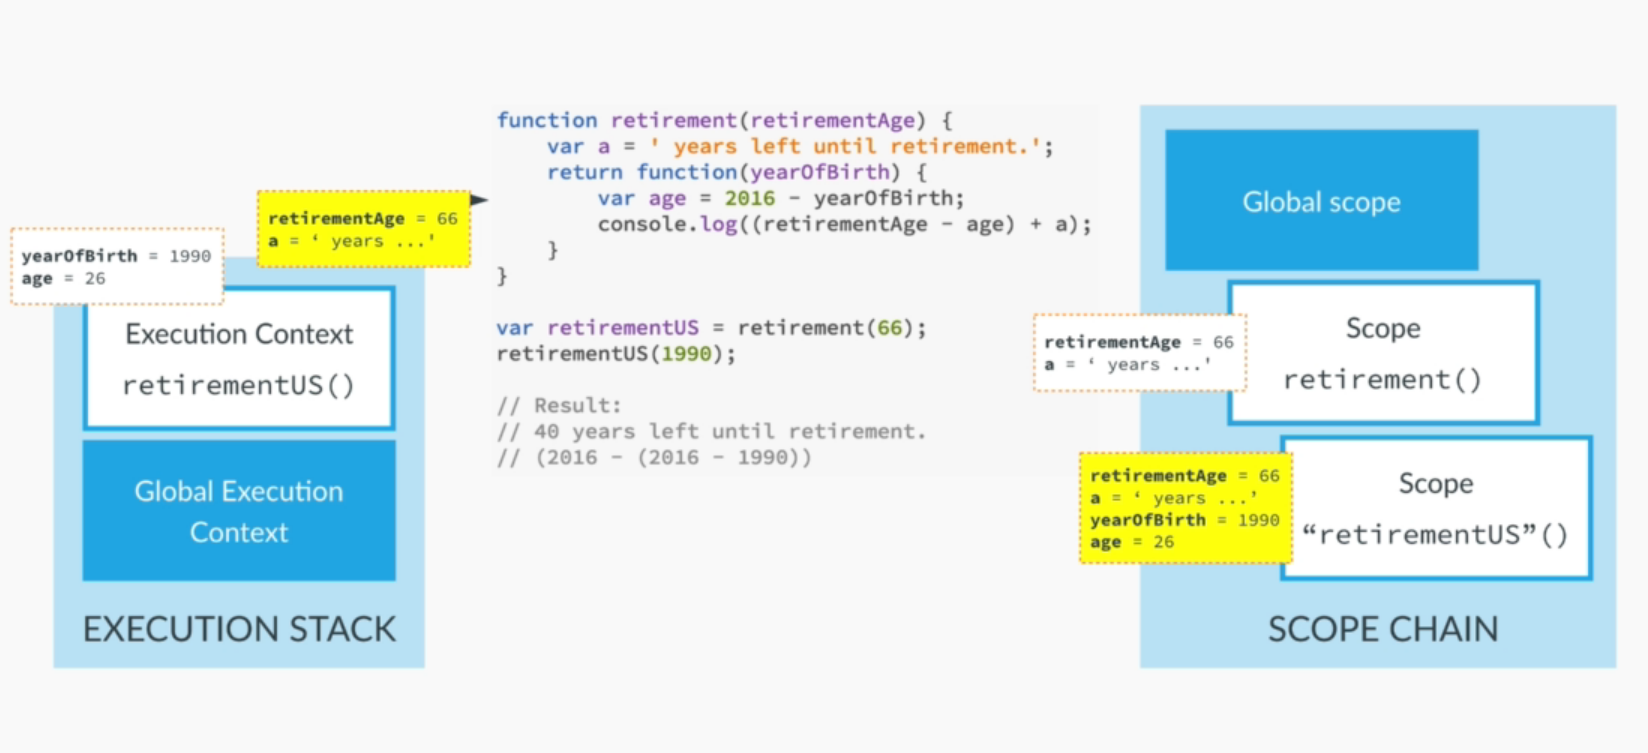 yearOfBirth = 1990
age = 26
retirementAge = 66
a = ‘ years ...'
Execution Context
retirementUS()
Global Execution
Context
EXECUTION STACK
function retirement(retirementAge) {
    var a = ' years left until retirement.';
    return function(yearOfBirth) {
        var age = 2016 - yearOfBirth;
        console.log((retirementAge - age) + a);
    }
}
var retirementUS = retirement(66);
retirementUS(1990);
// Result:
// 40 years left until retirement.
// (2016 - (2016 - 1990))
Global scope
retirementAge = 66
a = ‘ years ...'
Scope
retirement()
retirementAge = 66
a = ‘ years ...’
yearOfBirth = 1990
age = 26
Scope
“retirementUS”()
SCOPE CHAIN